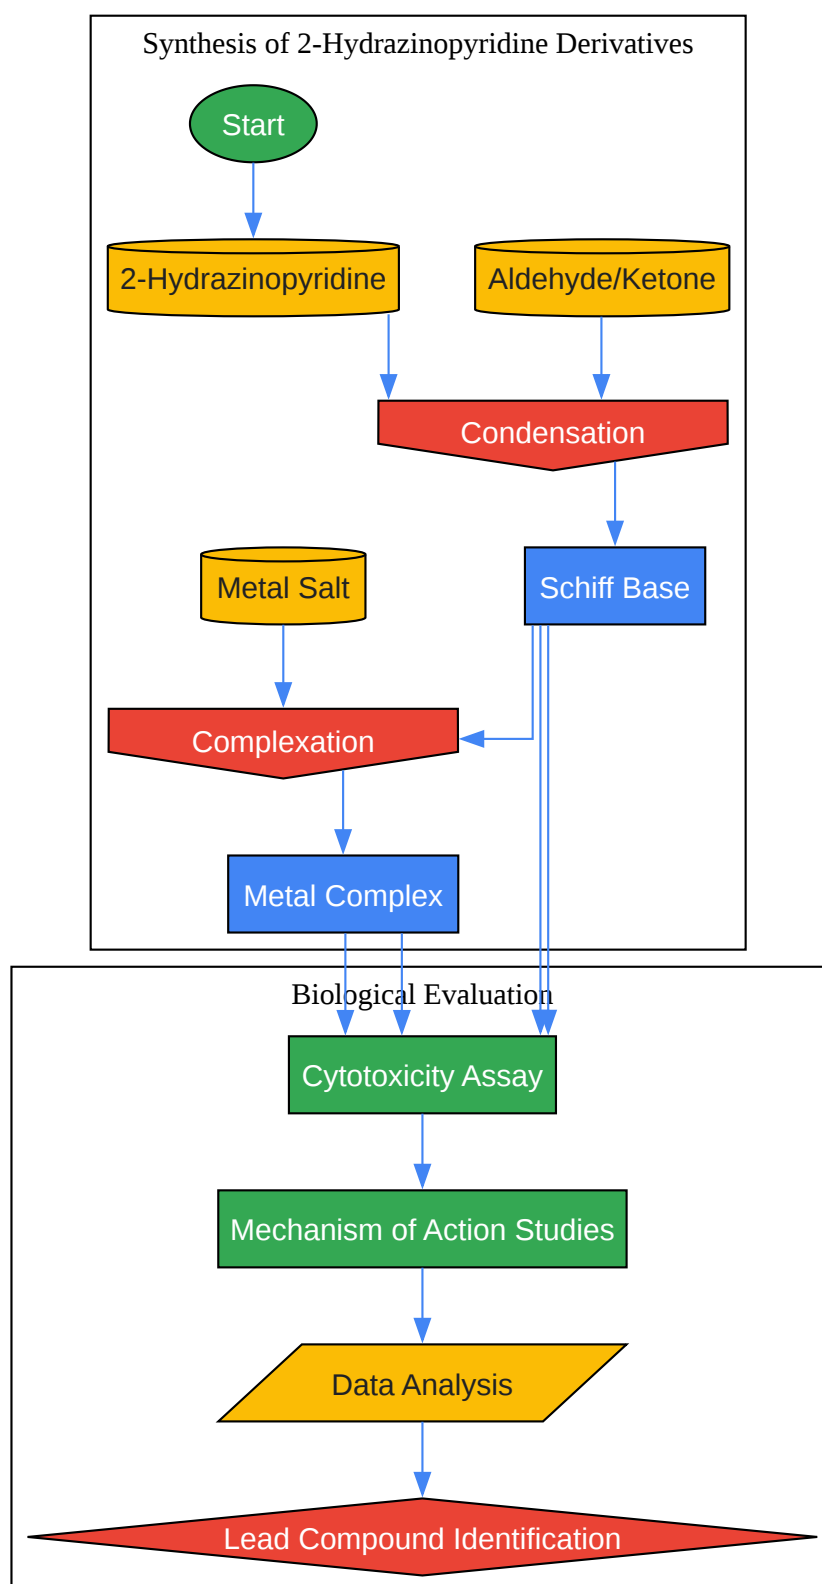 Synthesis of 2-Hydrazinopyridine Derivatives
Start
2-Hydrazinopyridine
Aldehyde/Ketone
Condensation
Metal Salt
Schiff Base
Complexation
Metal Complex
Biological Evaluation
Cytotoxicity Assay
Mechanism of Action Studies
Data Analysis
Lead Compound Identification